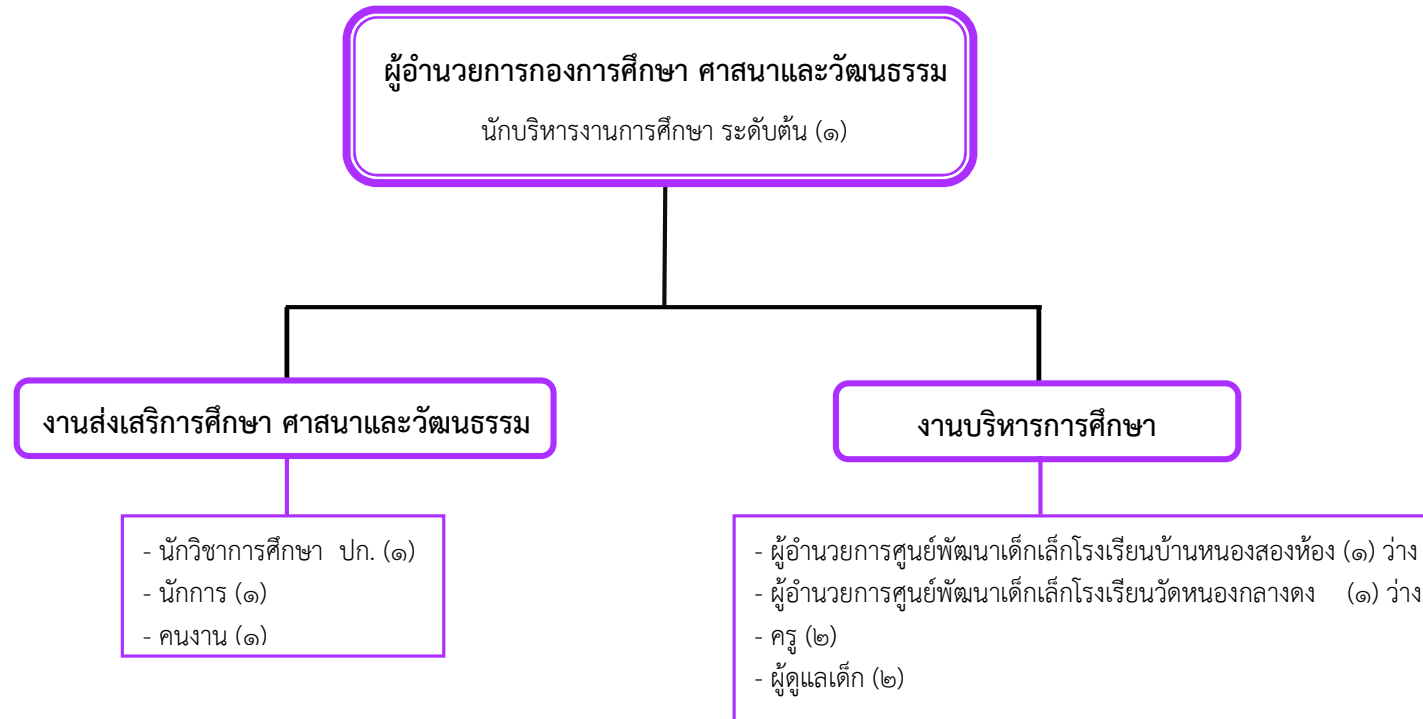 ผู้อำนวยการกองการศึกษา ศาสนาและวัฒนธรรม
นักบริหารงานการศึกษา ระดับต้น (๑)
งานส่งเสริการศึกษา ศาสนาและวัฒนธรรม
- นักวิชาการศึกษา ปก. (๑)
- นักการ (๑)
- คนงาน (๑)
งานบริหารการศึกษา
- ผู้อำนวยการศูนย์พัฒนาเด็กเล็กโรงเรียนบ้านหนองสองห้อง (๑) ว่าง
- ผู้อำนวยการศูนย์พัฒนาเด็กเล็กโรงเรียนวัดหนองกลางดง (๑) ว่าง
- ครู (๒)
- ผู้ดูแลเด็ก (๒)